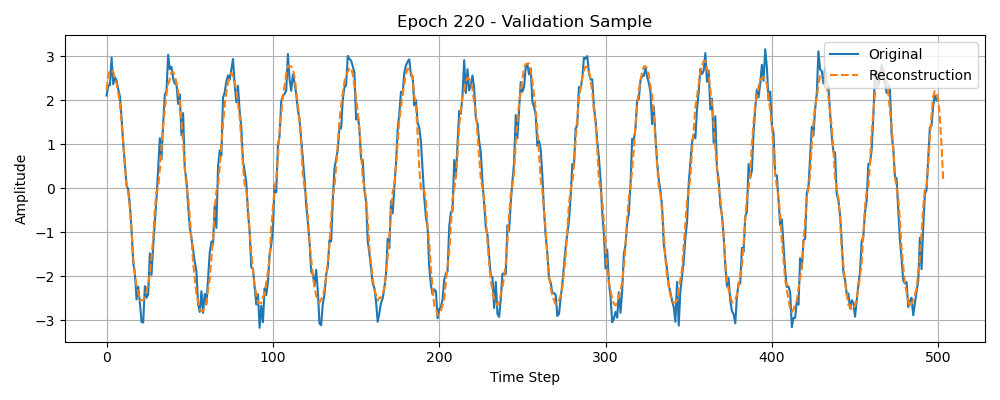 Epoch 220 - Validation Sample
Original
Reconstruction
Amplitude
3
2
1
0
−1
−2
−3
0 100 200 300 400 500
Time Step